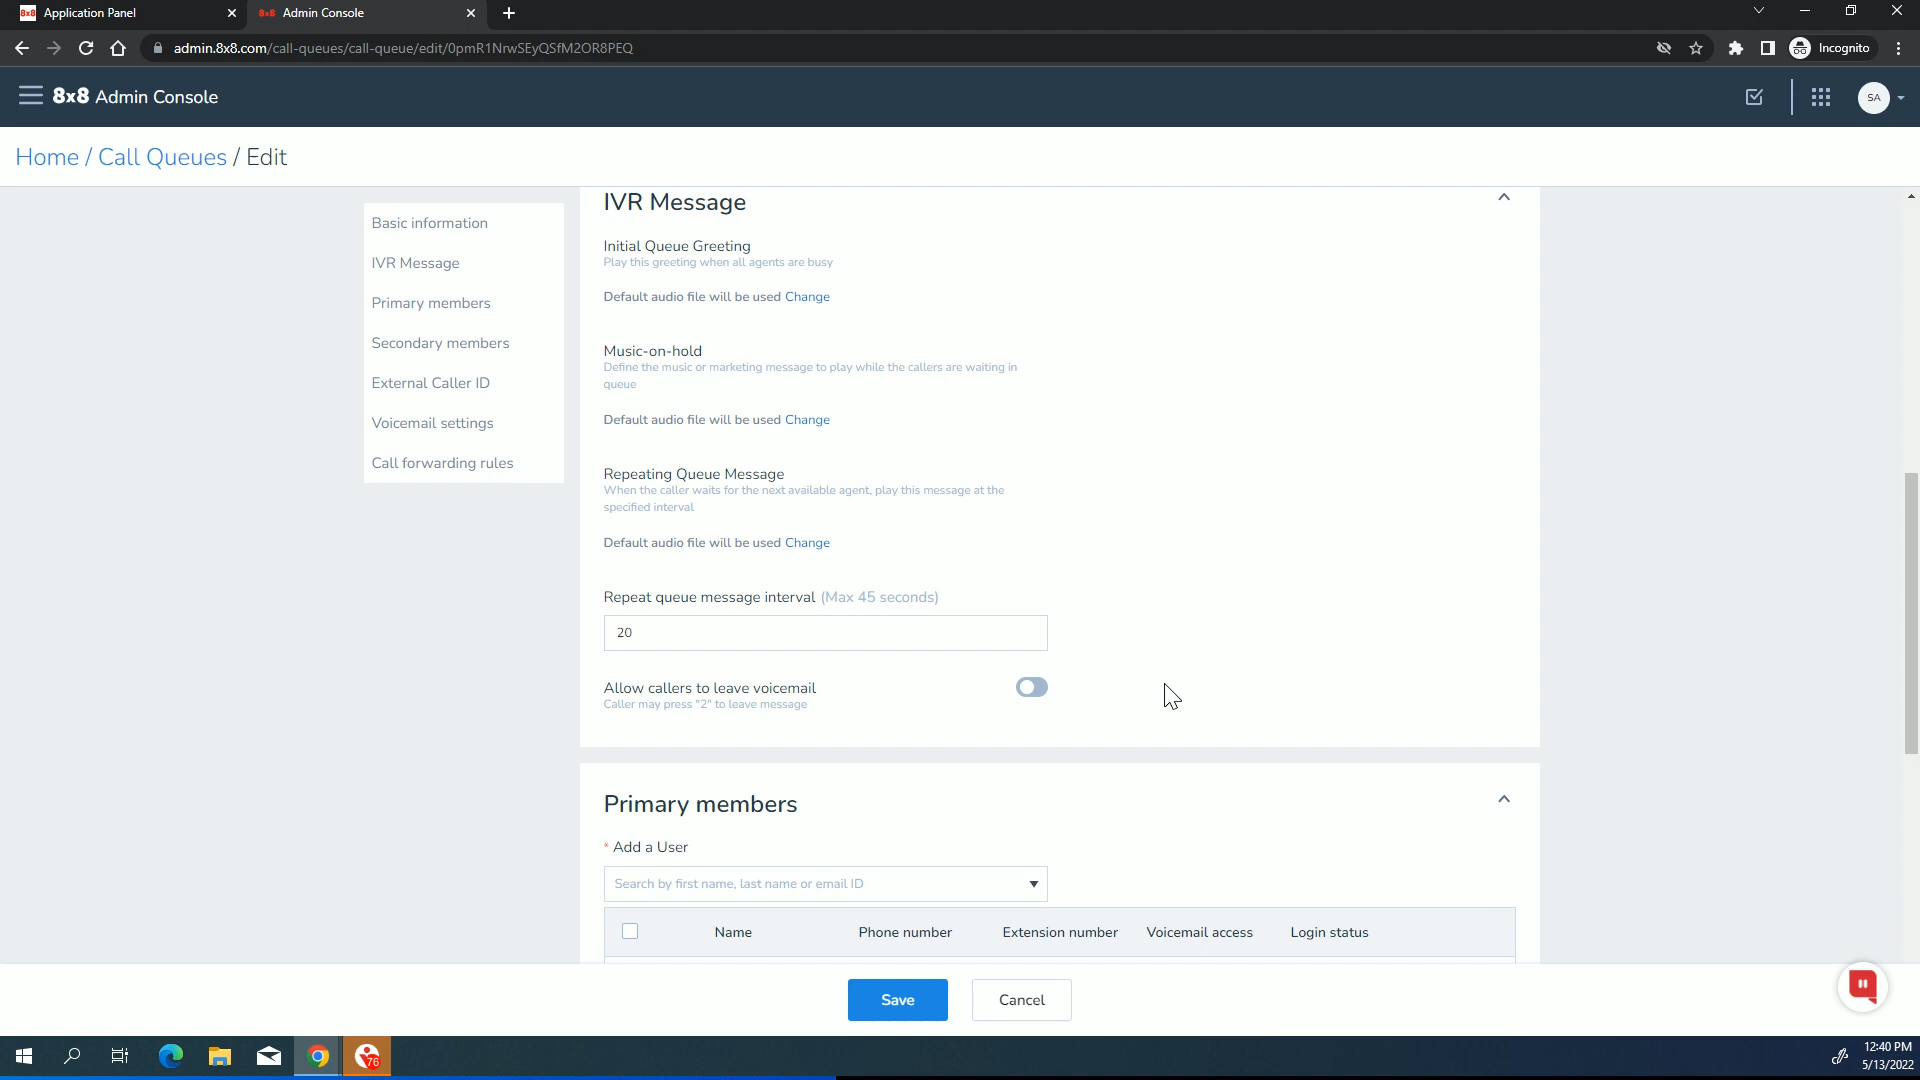 8x8 Application Panel
8x8 Admin Console
admin.8x8.com/call-queues/call-queue/edit/0pmR1NrwSEyQSfM2OR8PEQ
Incognito
8x8 Admin Console
SA
Home / Call Queues / Edit
Basic information
IVR Message
Primary members
Secondary members
External Caller ID
Voicemail settings
Call forwarding rules
IVR Message
Initial Queue Greeting
Play this greeting when all agents are busy
Default audio file will be used Change
Music-on-hold
Define the music or marketing message to play while the callers are waiting in
queue
Default audio file will be used Change
Repeating Queue Message
When the caller waits for the next available agent, play this message at the
specified interval
Default audio file will be used Change
Repeat queue message interval (Max 45 seconds)
20
Allow callers to leave voicemail
Caller may press "2" to leave message
Primary members
* Add a User
Search by first name, last name or email ID
Name Phone number Extension number Voicemail access Login status
Save Cancel
76
12:40 PM
5/13/2022